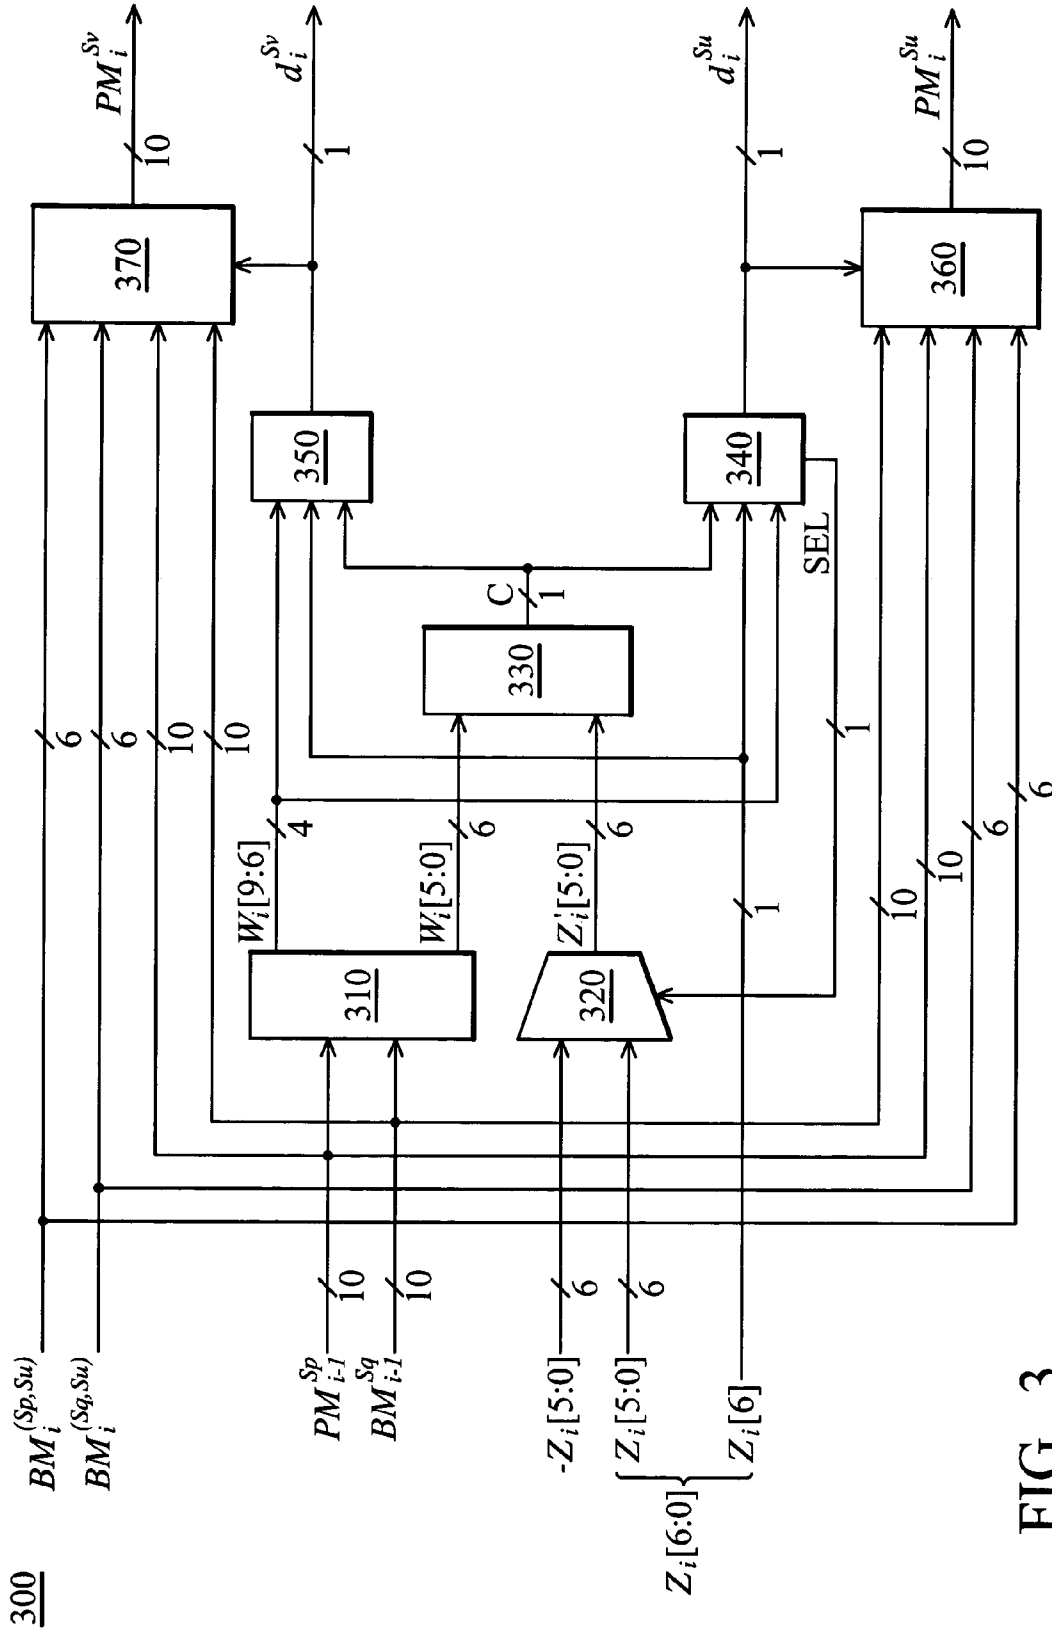 300
BM_i^(Sp,Su)
BM_i^(Sq,Su)
PM_{i-1}^Sp
BM_{i-1}^Sq
-Z_i[5:0]
Z_i[5:0]
Z_i[6]
Z_i[6:0]
10
10
6
6
310
320
W_i[9:6]
W_i[5:0]
Z'_i[5:0]
4
6
6
1
6
6
10
10
10
10
6
6
330
C
1
1
SEL
350
340
370
360
10
1
1
10
PM_i^Sv
d_i^Sv
d_i^Su
PM_i^Su
FIG. 3